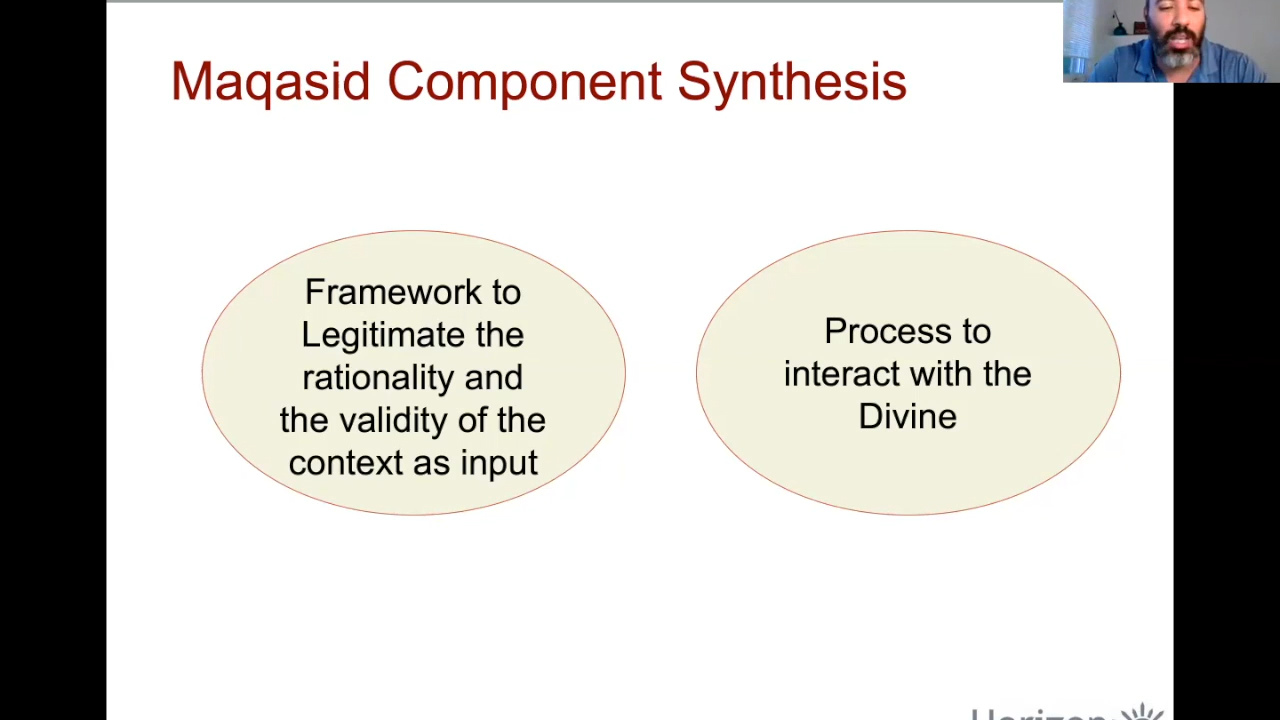 Maqasid Component Synthesis
Framework to
Legitimate the
rationality and
the validity of the
context as input
Process to
interact with the
Divine
Horizon